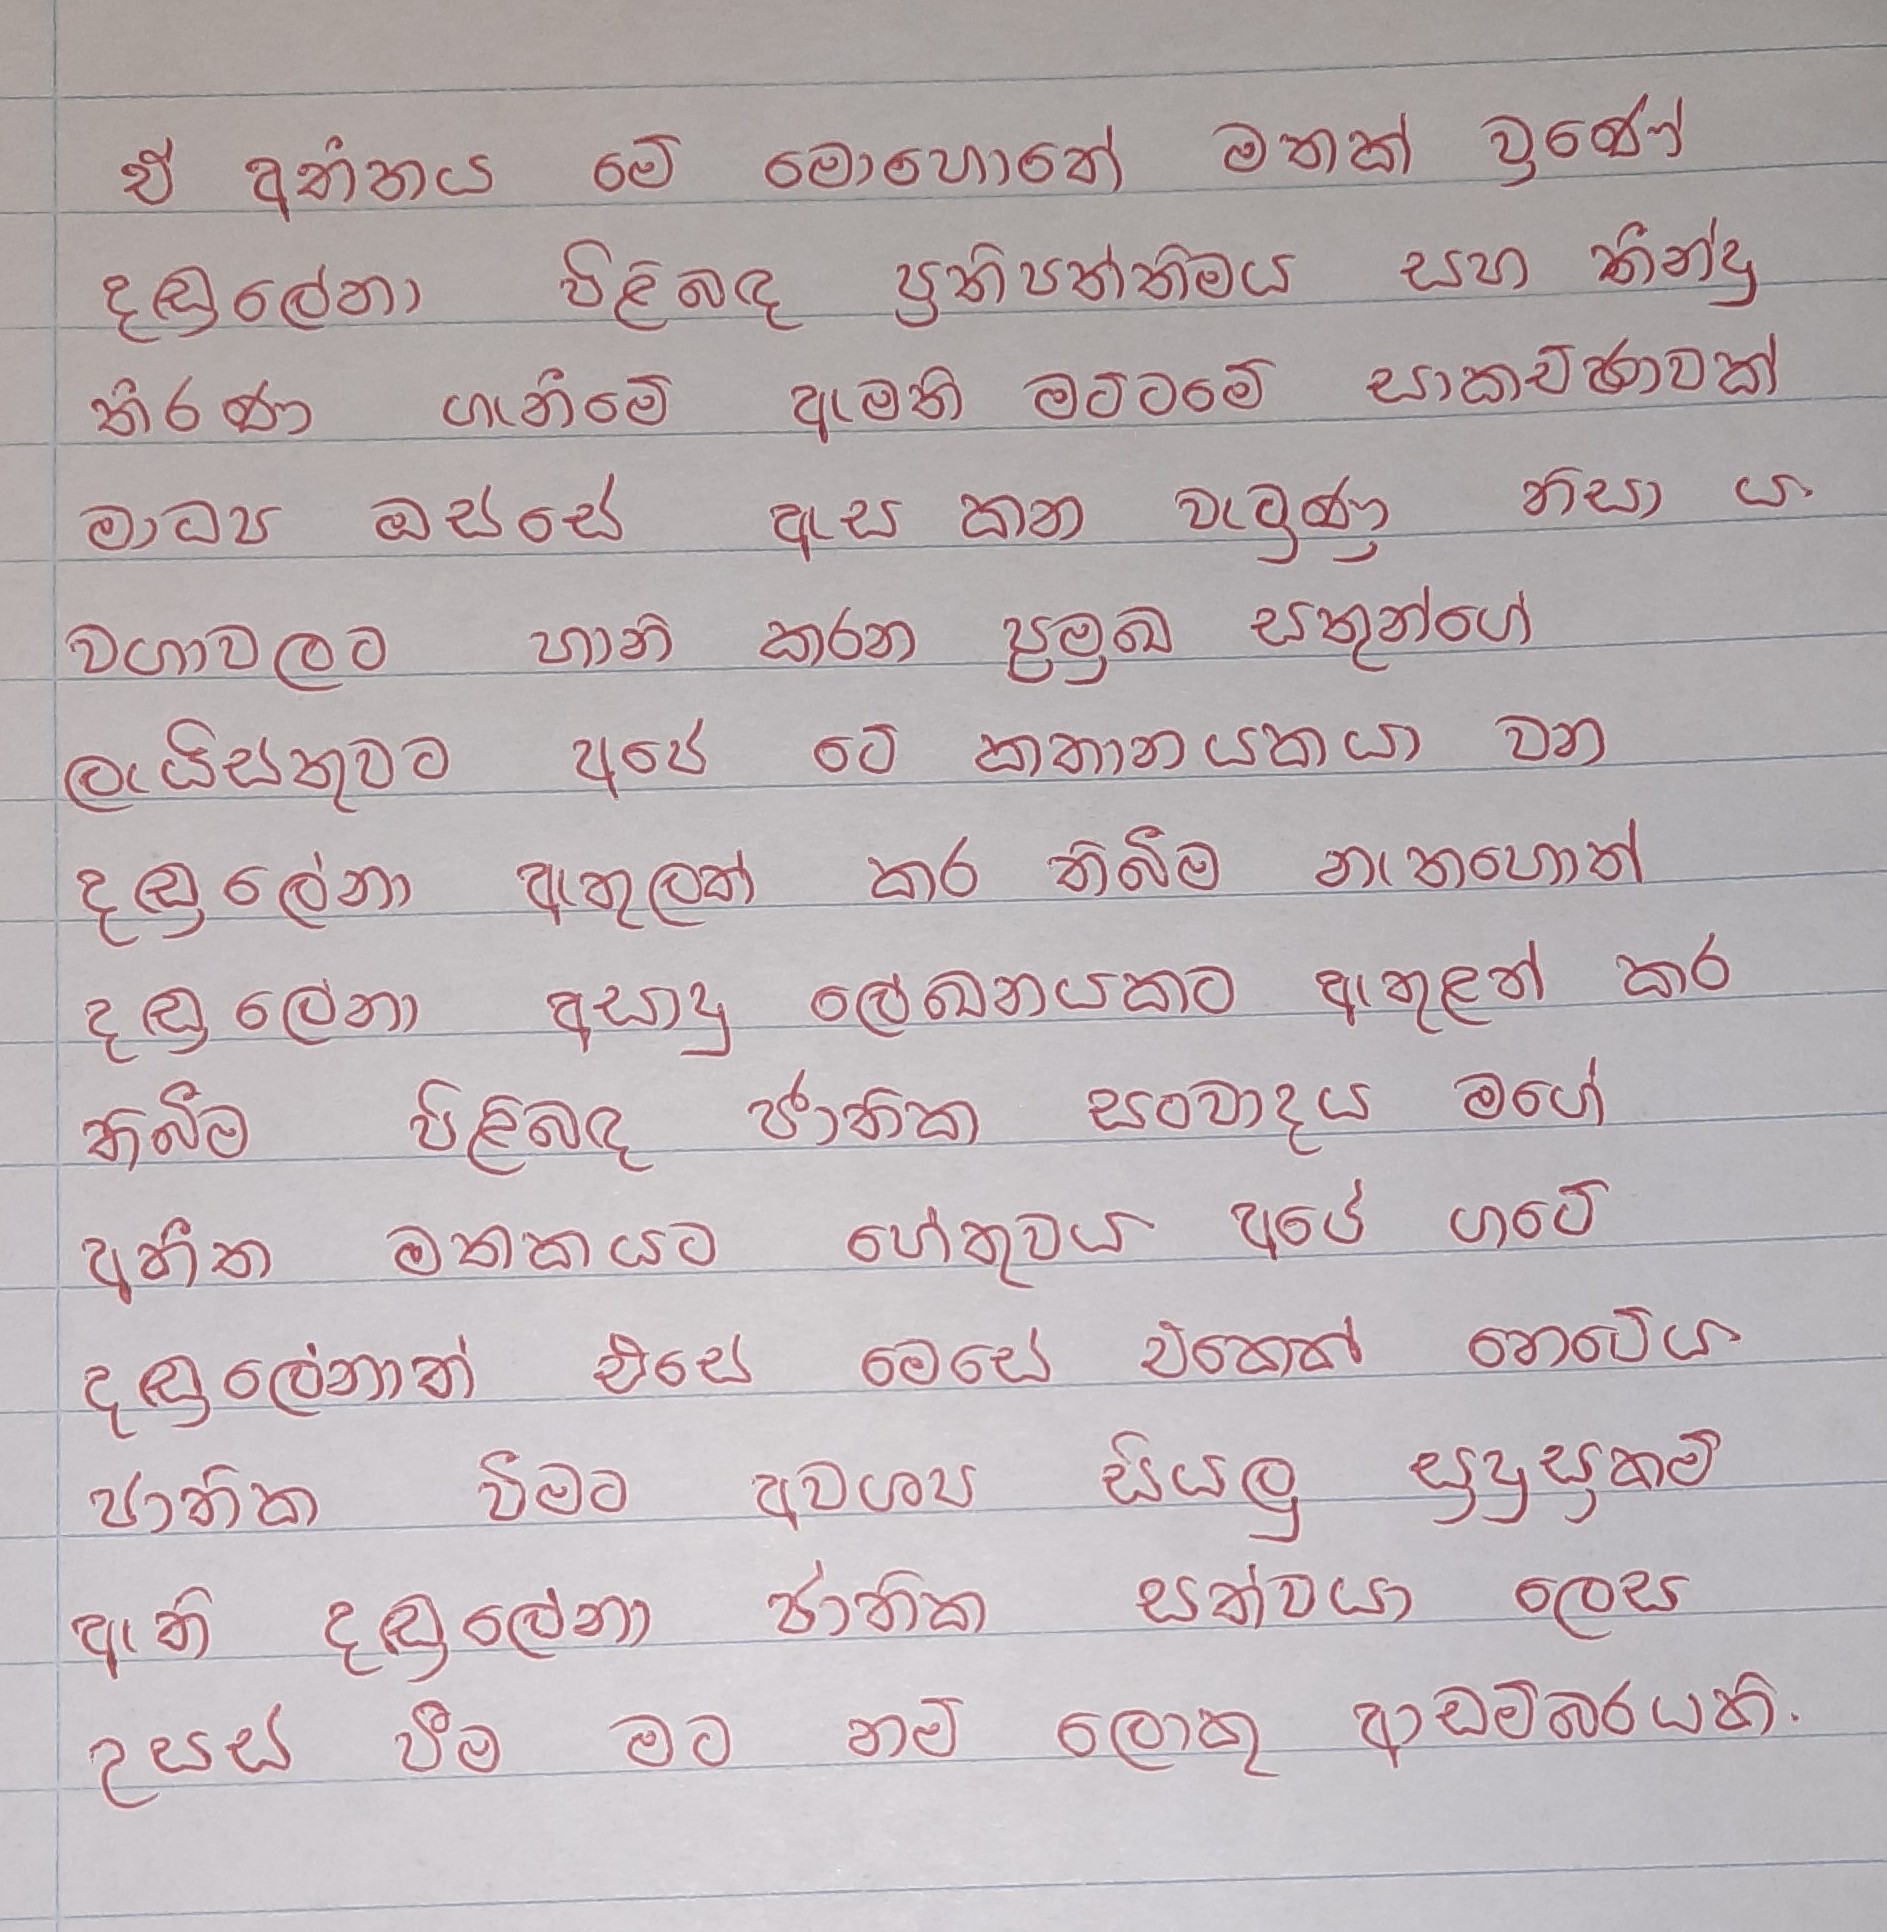 ඒ අතීතය මේ මොහොතේ මතක් වුණේ
දඬුලේනා පිළිබඳ ප්‍රතිපත්තිමය සහ තීන්දු
තීරණ ගැනීමේ ඇමති මට්ටමේ සාකච්ඡාවක්
මාධ්‍ය ඔස්සේ ඇස කන වැටුණු නිසා ය
වගාවලට හානි කරන ප්‍රමුඛ සතුන්ගේ
ලැයිස්තුවට අපේ මේ කතානායකයා වන
දඬුලේනා ඇතුලත් කර තිබීම නැතහොත්
දඬුලේනා අසාදු ලේඛනයකට ඇතුළත් කර
තිබීම පිළිබඳ ජාතික සංවාදය මගේ
අතීත මතකයට හේතුවය අපේ ගමේ
දඬුලේනාත් එසේ මෙසේ එකෙක් නොවේය
ජාතික වීමට අවශ්‍ය සියලු සුදුසුකම්
ඇති දඬුලේනා ජාතික සත්වයා ලෙස
උසස් වීම මට නම් ලොකු ආඩම්බරයකි.